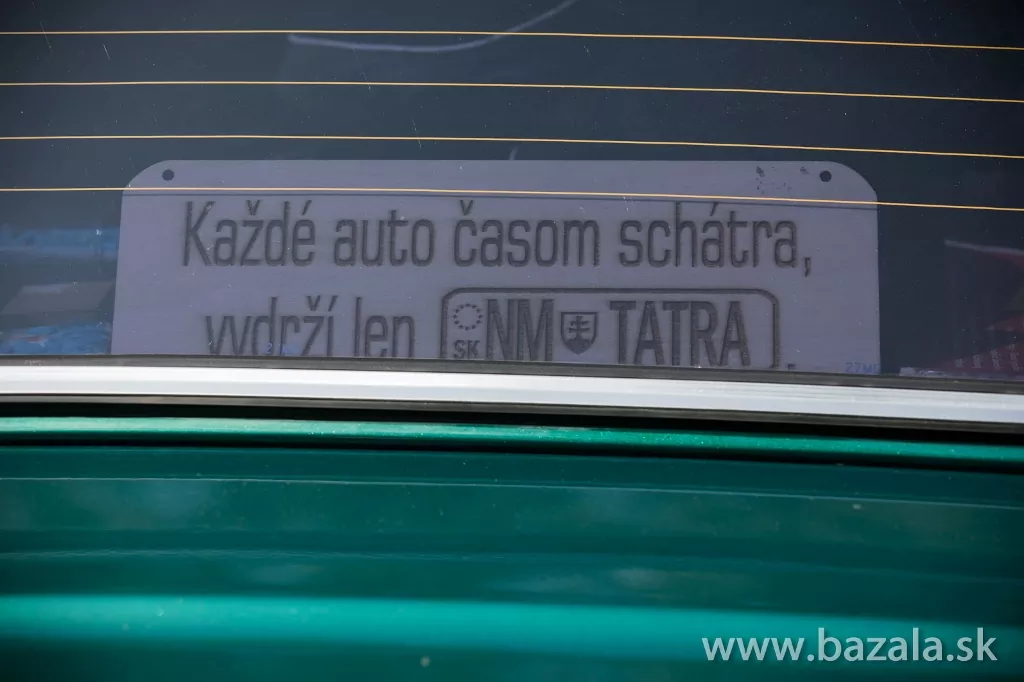 Každé auto časom schátra,
vydrží len SK NM TATRA.
www.bazala.sk